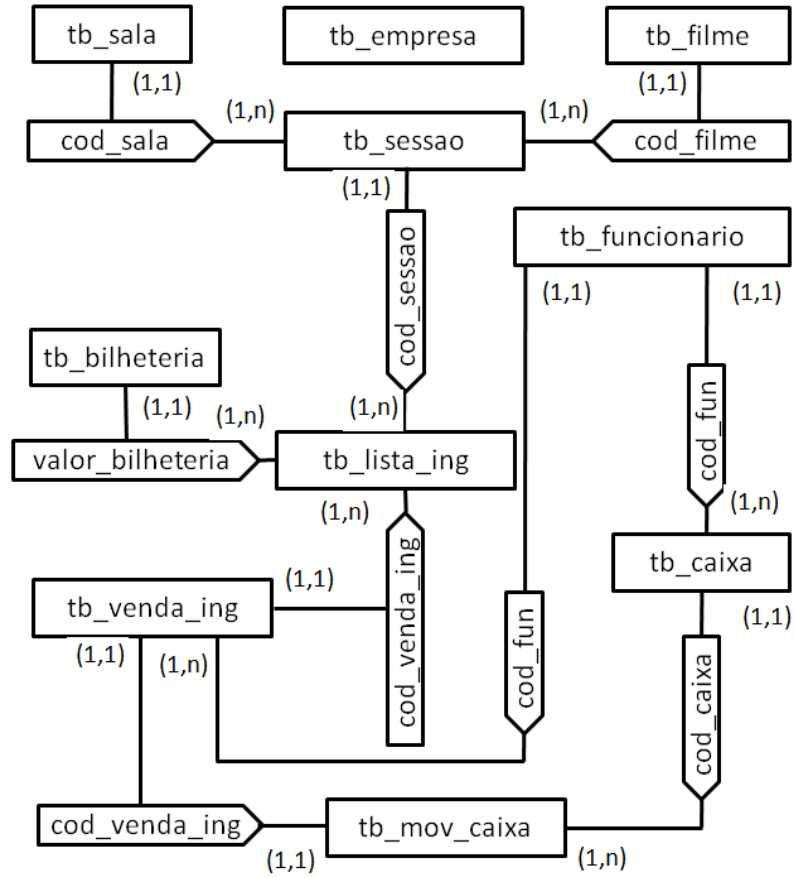 tb_sala
tb_empresa
tb_filme
(1,1)
(1,1)
(1,n)
(1,n)
cod_sala
tb_sessao
cod_filme
(1,1)
cod_sessao
tb_funcionario
(1,1)
(1,1)
tb_bilheteria
(1,1)
(1,n)
(1,n)
cod_fun
valor_bilheteria
tb_lista_ing
(1,n)
(1,n)
cod_venda_ing
tb_caixa
(1,1)
tb_venda_ing
cod_fun
(1,1)
(1,1)
(1,n)
cod_caixa
cod_venda_ing
tb_mov_caixa
(1,1)
(1,n)